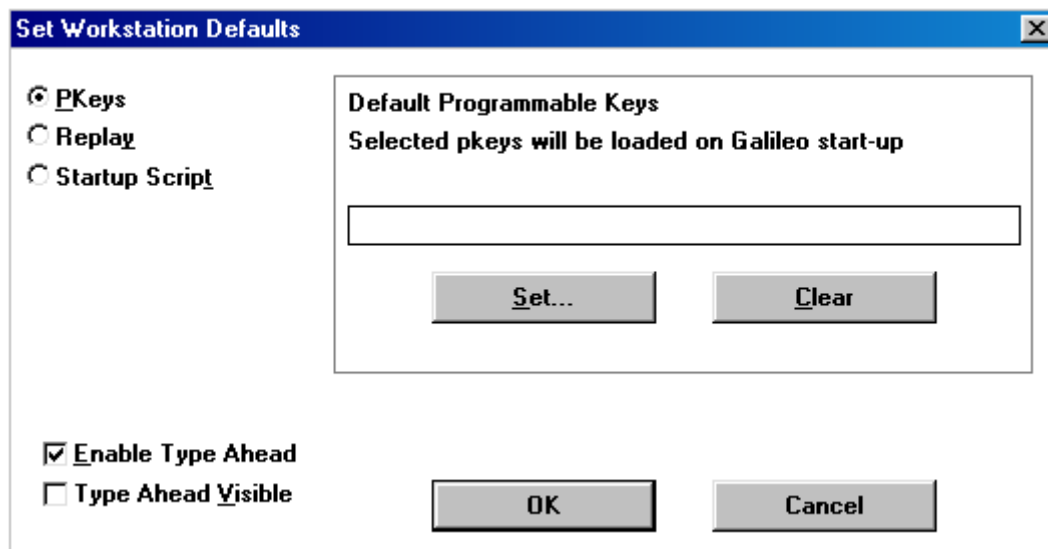 Set Workstation Defaults
PKeys
Replay
Startup Script
Default Programmable Keys
Selected pkeys will be loaded on Galileo start-up
Set...
Clear
Enable Type Ahead
Type Ahead Visible
OK
Cancel